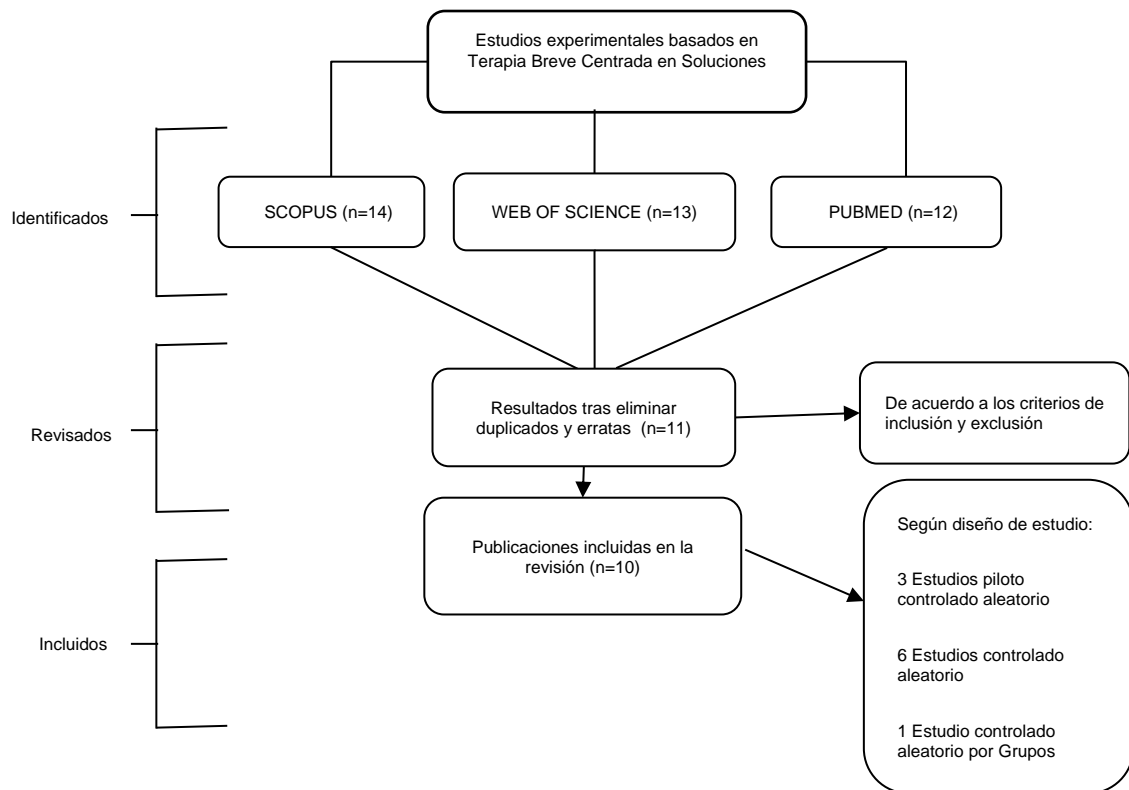 Estudios experimentales basados en
Terapia Breve Centrada en Soluciones
Identificados
SCOPUS (n=14)
WEB OF SCIENCE (n=13)
PUBMED (n=12)
Revisados
Resultados tras eliminar
duplicados y erratas (n=11)
De acuerdo a los criterios de
inclusión y exclusión
Incluidos
Publicaciones incluidas en la
revisión (n=10)
Según diseño de estudio:
3 Estudios piloto
controlado aleatorio
6 Estudios controlado
aleatorio
1 Estudio controlado
aleatorio por Grupos